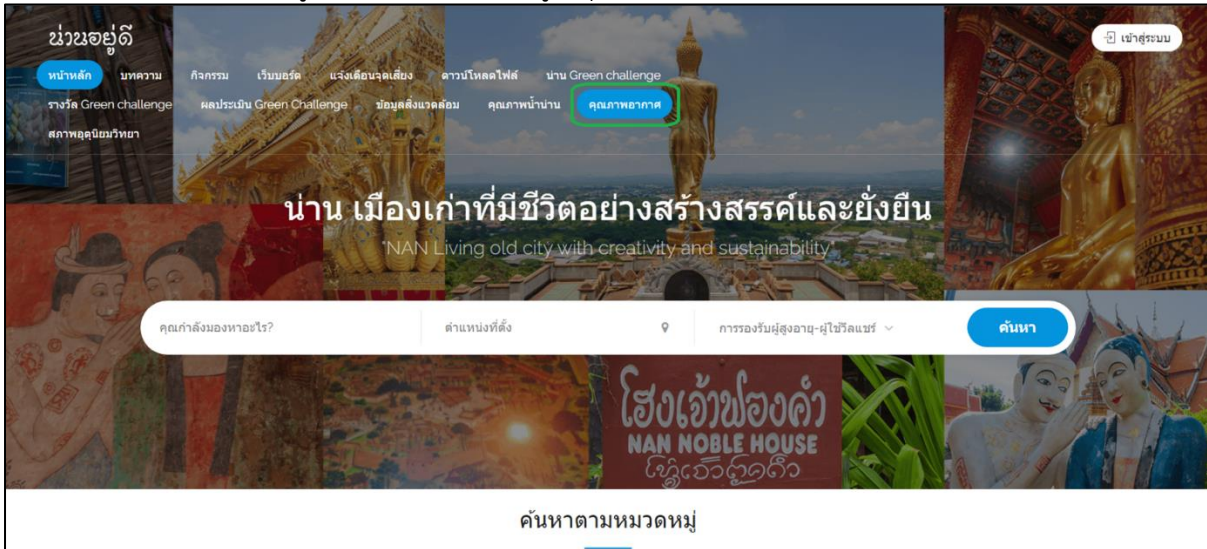 น่านอยู่ดี
เข้าสู่ระบบ
หน้าหลัก บทความ กิจกรรม เว็บบอร์ด แจ้งเตือนจุดเสี่ยง ดาวน์โหลดไฟล์ น่าน Green challenge
รางวัล Green challenge ผลประเมิน Green Challenge ข้อมูลสิ่งแวดล้อม คุณภาพน้ำน่าน คุณภาพอากาศ
สภาพอุตุนิยมวิทยา
น่าน เมืองเก่าที่มีชีวิตอย่างสร้างสรรค์และยั่งยืน
"NAN Living old city with creativity and sustainability"
คุณกำลังมองหาอะไร? ตำแหน่งที่ตั้ง การรองรับผู้สูงอายุ-ผู้ใช้วีลแชร์ ค้นหา
โฮงเจ้าฟองคำ
NAN NOBLE HOUSE
ค้นหาตามหมวดหมู่